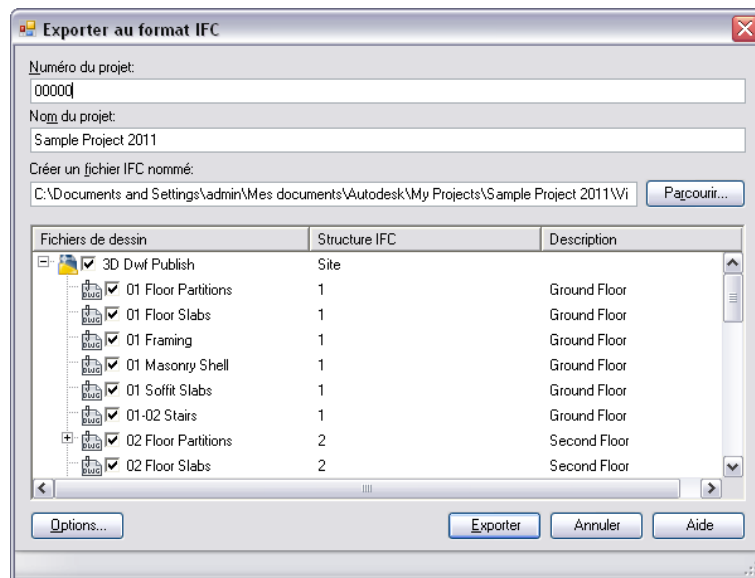 Exporter au format IFC
Numéro du projet:
00000
Nom du projet:
Sample Project 2011
Créer un fichier IFC nommé:
C:\Documents and Settings\admin\Mes documents\Autodesk\My Projects\Sample Project 2011\Vi Parcourir...
Fichiers de dessin Structure IFC Description
3D Dwf Publish Site
01 Floor Partitions 1 Ground Floor
01 Floor Slabs 1 Ground Floor
01 Framing 1 Ground Floor
01 Masonry Shell 1 Ground Floor
01 Soffit Slabs 1 Ground Floor
01-02 Stairs 1 Ground Floor
02 Floor Partitions 2 Second Floor
02 Floor Slabs 2 Second Floor
Options... Exporter Annuler Aide